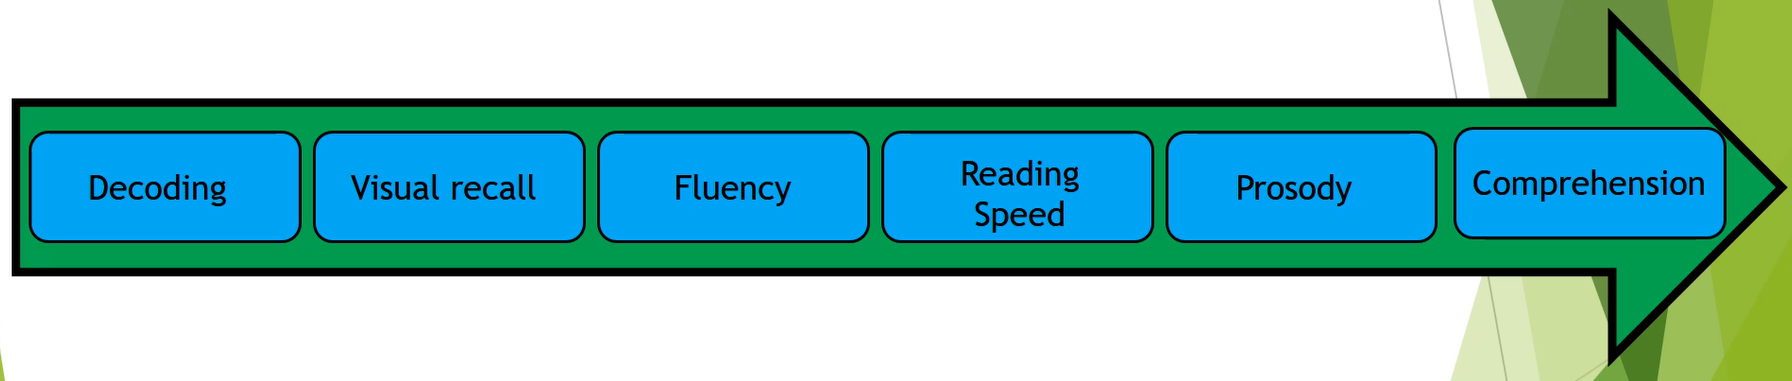 Decoding
Visual recall
Fluency
Reading
Speed
Prosody
Comprehension